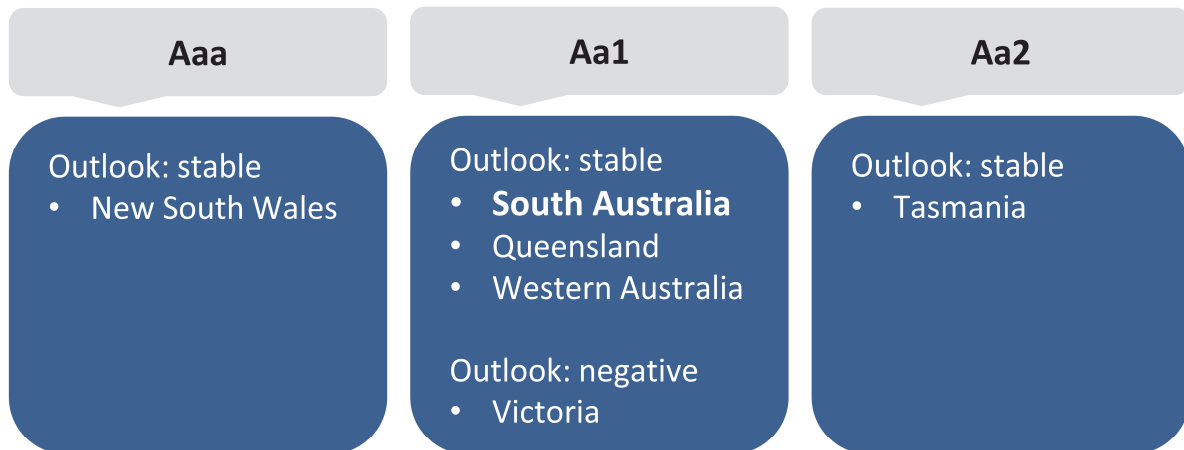 Aaa
Outlook: stable
• New South Wales
Aa1
Outlook: stable
• South Australia
• Queensland
• Western Australia
Outlook: negative
• Victoria
Aa2
Outlook: stable
• Tasmania